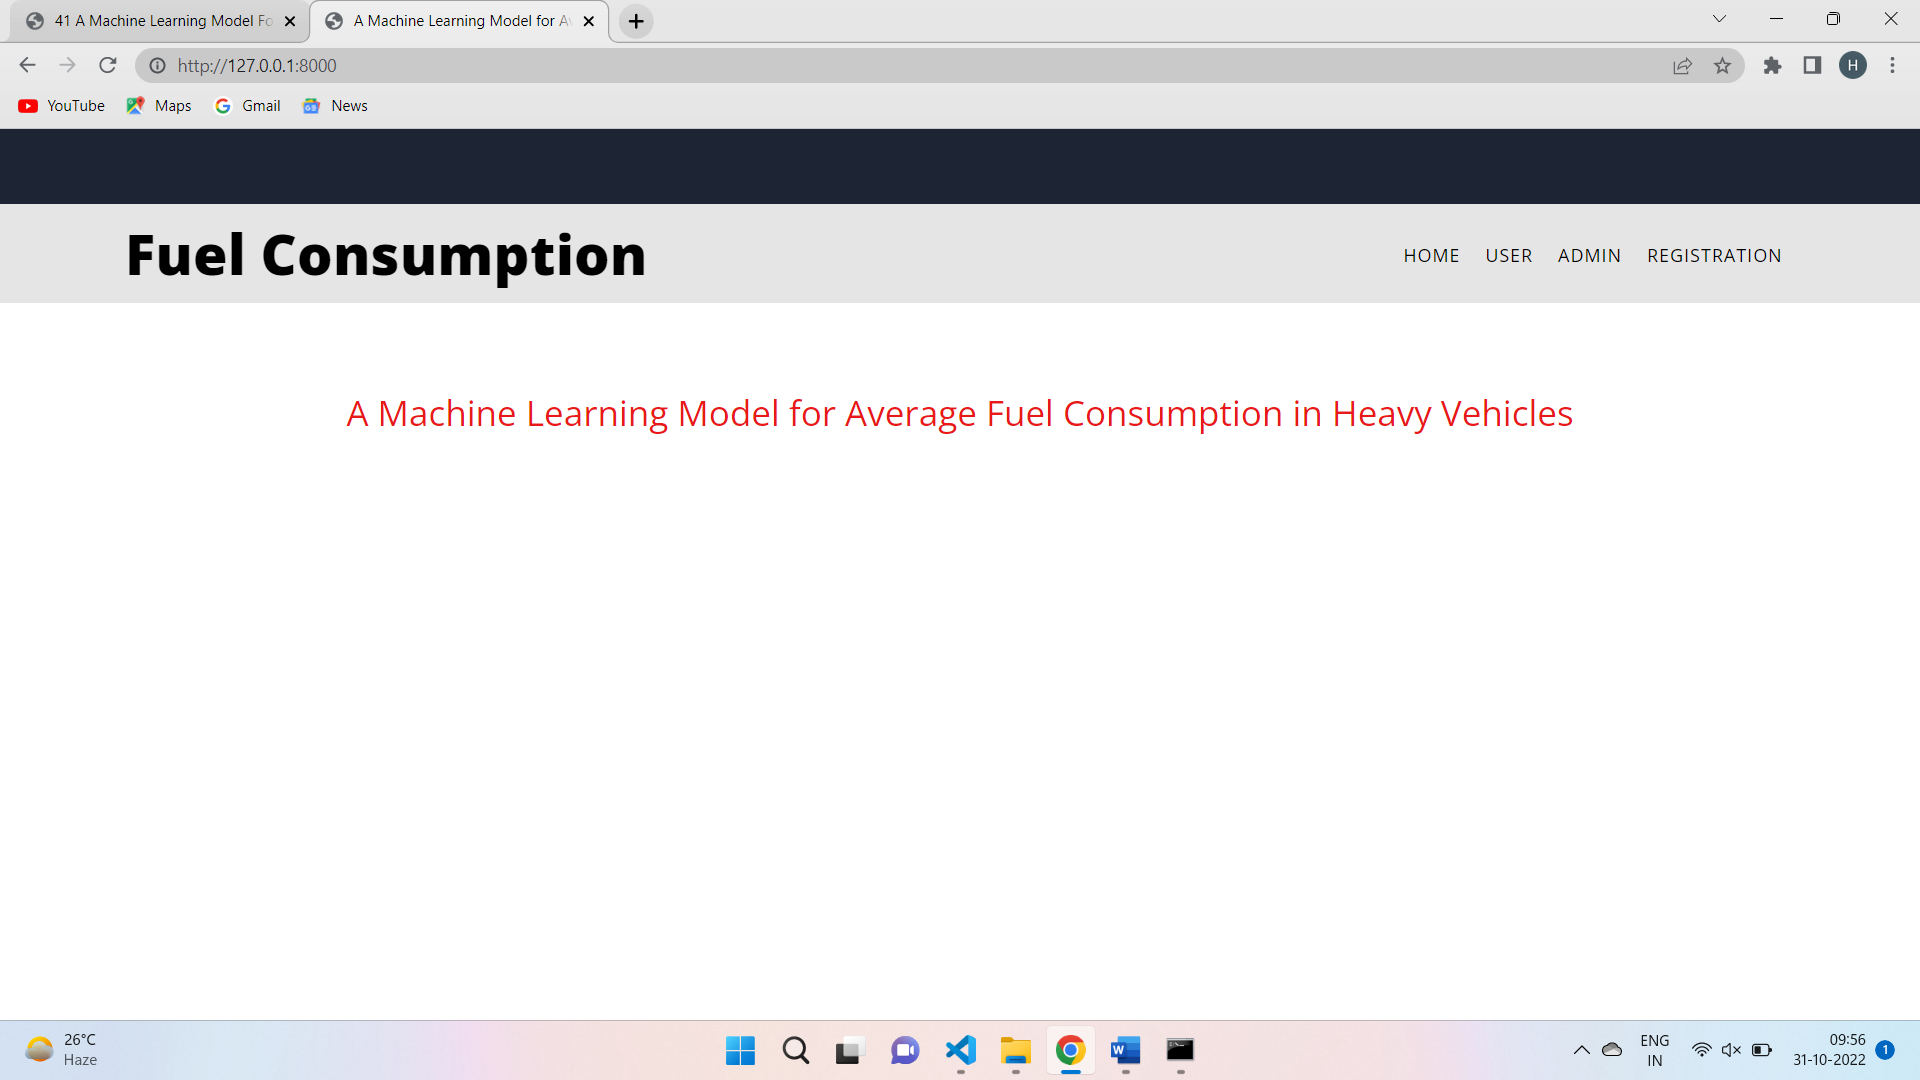 41 A Machine Learning Model Fo
A Machine Learning Model for Av
http://127.0.0.1:8000
H
YouTube
Maps
Gmail
News
Fuel Consumption
HOME
USER
ADMIN
REGISTRATION
A Machine Learning Model for Average Fuel Consumption in Heavy Vehicles
26°C
Haze
ENG
IN
09:56
31-10-2022
1